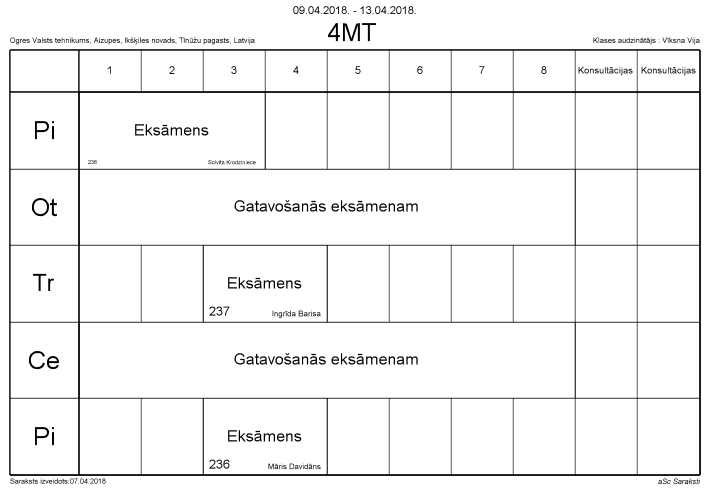 09.04.2018. - 13.04.2018.
4MT
Ogres Valsts tehnikums, Aizupes, Ikšķiles novads, Tīnūžu pagasts, Latvija
Klases audzinātājs : Vīksna Vija
1 2 3 4 5 6 7 8 Konsultācijas Konsultācijas
Pi
Eksāmens
236 Solvita Krodziniece
Ot
Gatavošanās eksāmenam
Tr
Eksāmens
237 Ingrīda Barisa
Ce
Gatavošanās eksāmenam
Pi
Eksāmens
236 Māris Davidāns
Saraksts izveidots:07.04.2018
aSc Saraksti